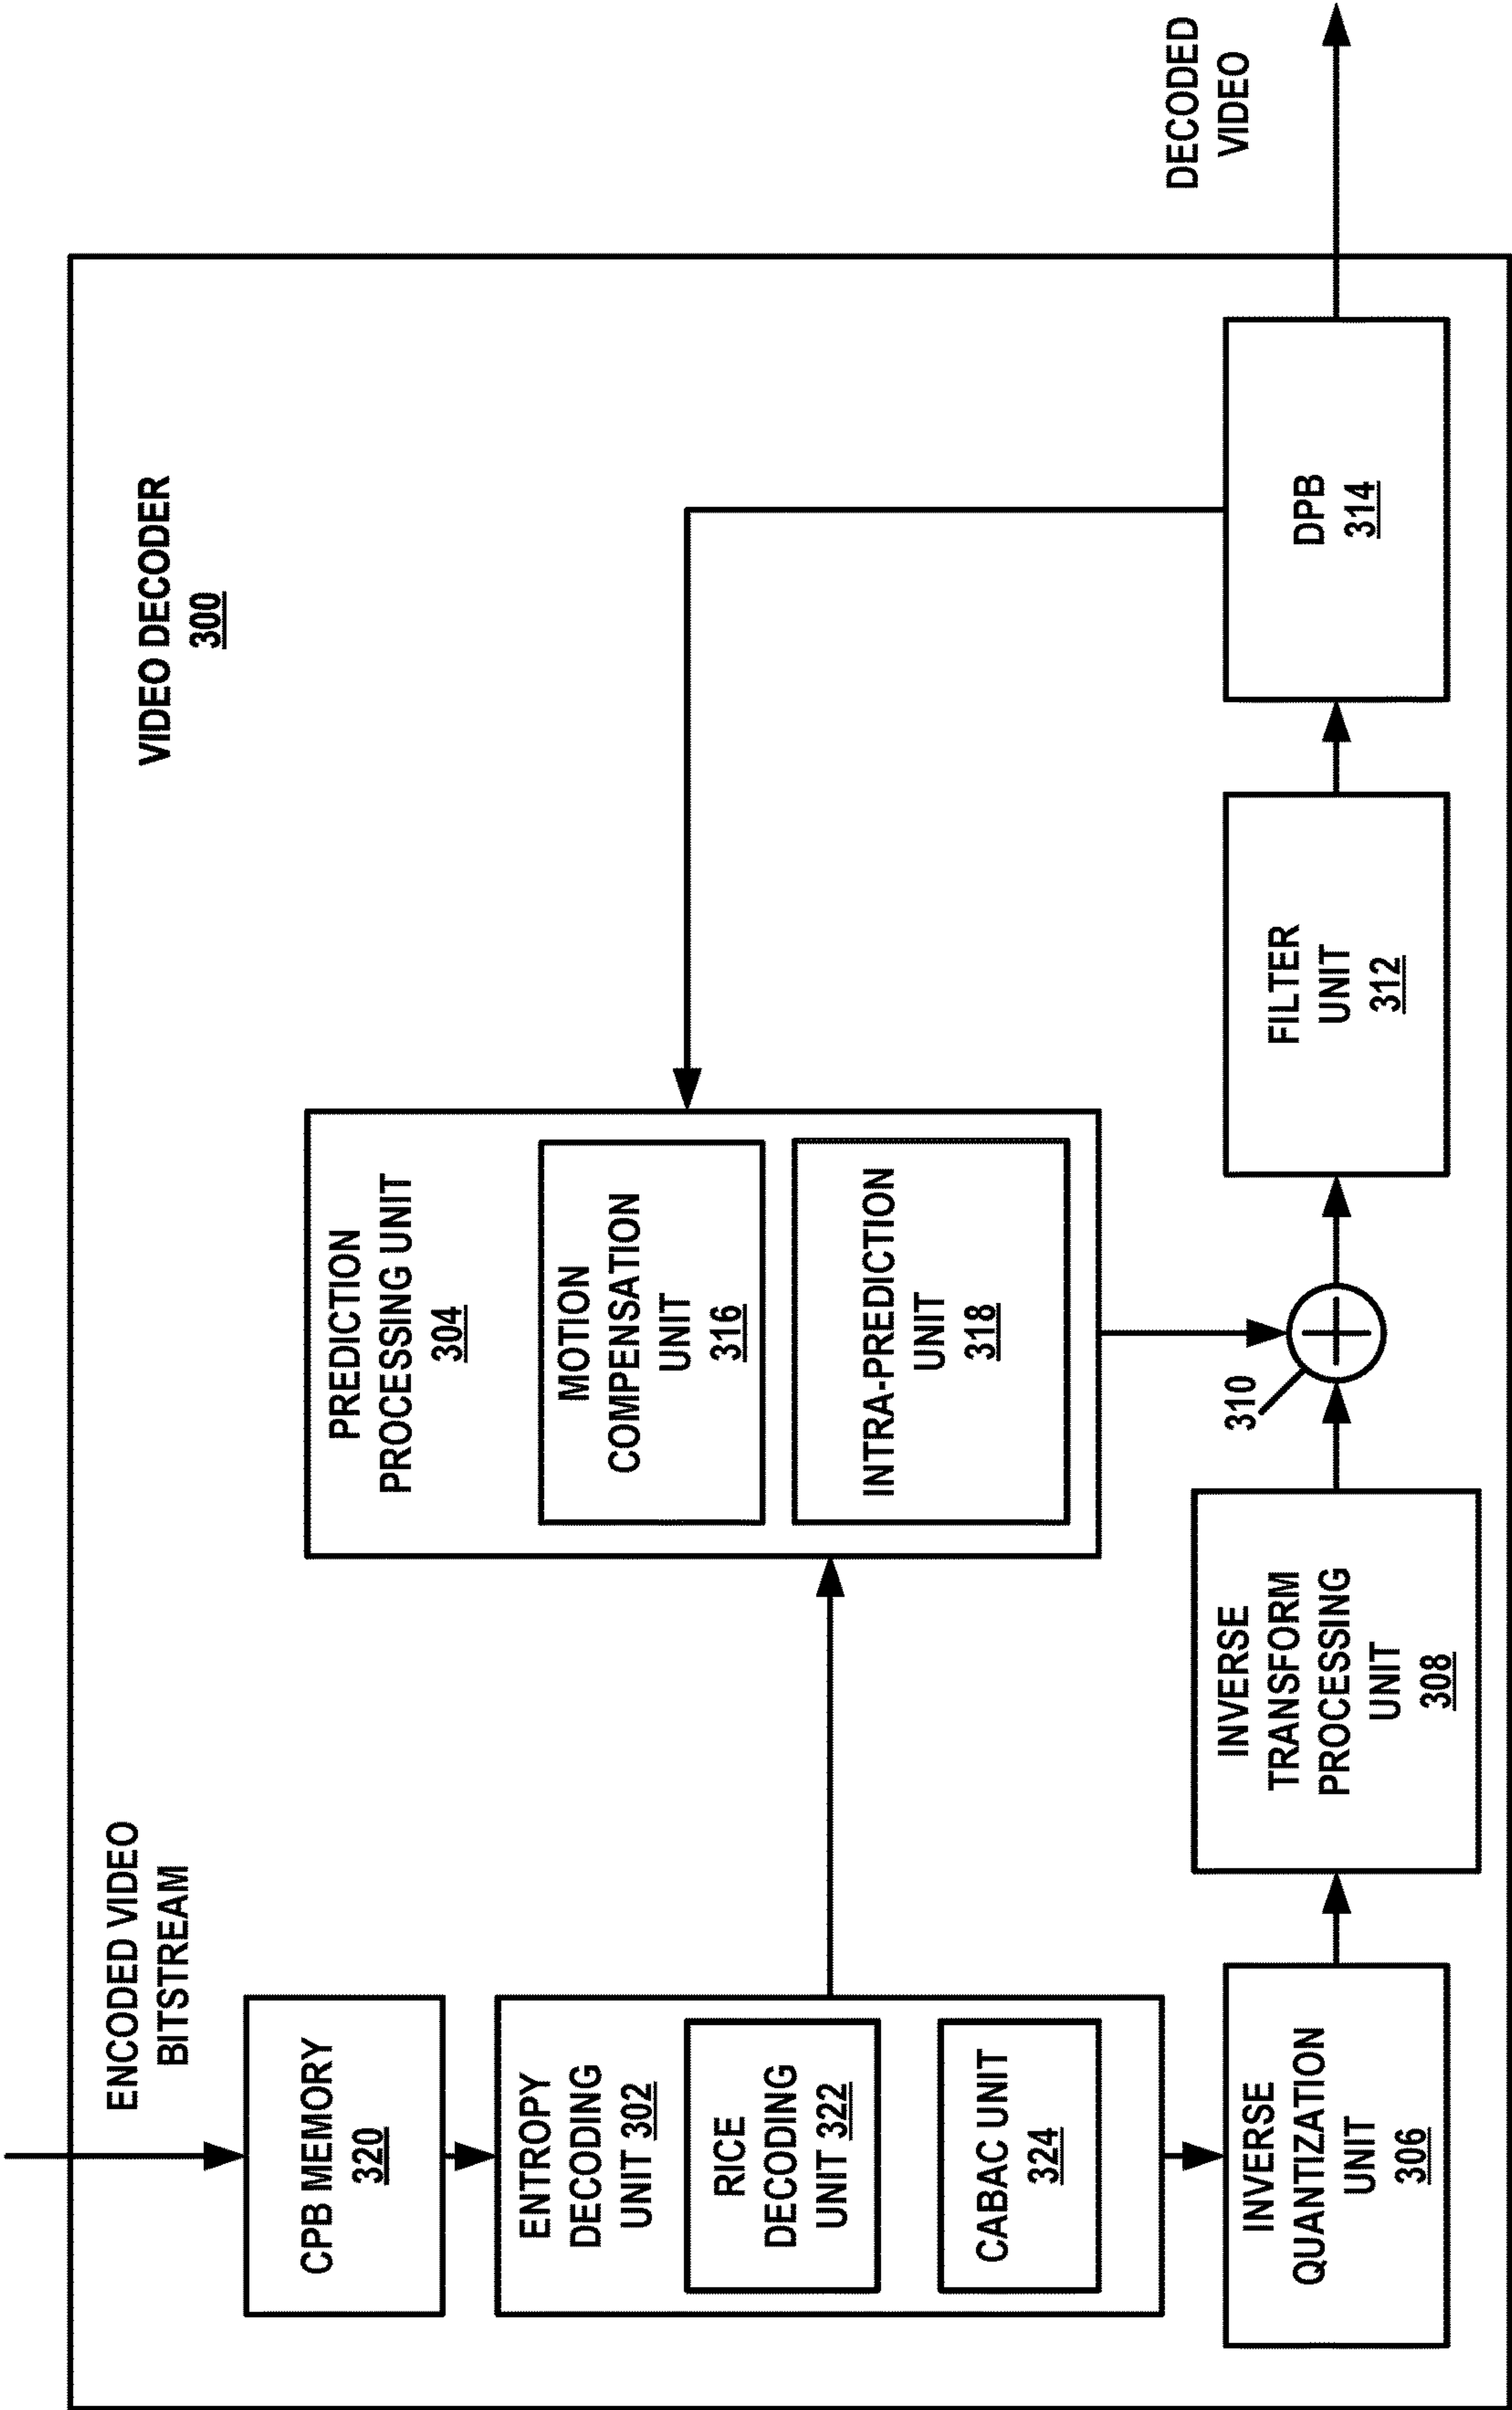 ENCODED VIDEO
BITSTREAM
VIDEO DECODER
300
CPB MEMORY
320
ENTROPY
DECODING
UNIT 302
RICE
DECODING
UNIT 322
CABAC UNIT
324
PREDICTION
PROCESSING UNIT
304
MOTION
COMPENSATION
UNIT
316
INTRA-PREDICTION
UNIT
318
INVERSE
QUANTIZATION
UNIT
306
INVERSE
TRANSFORM
PROCESSING
UNIT
308
310
FILTER
UNIT
312
DPB
314
DECODED
VIDEO